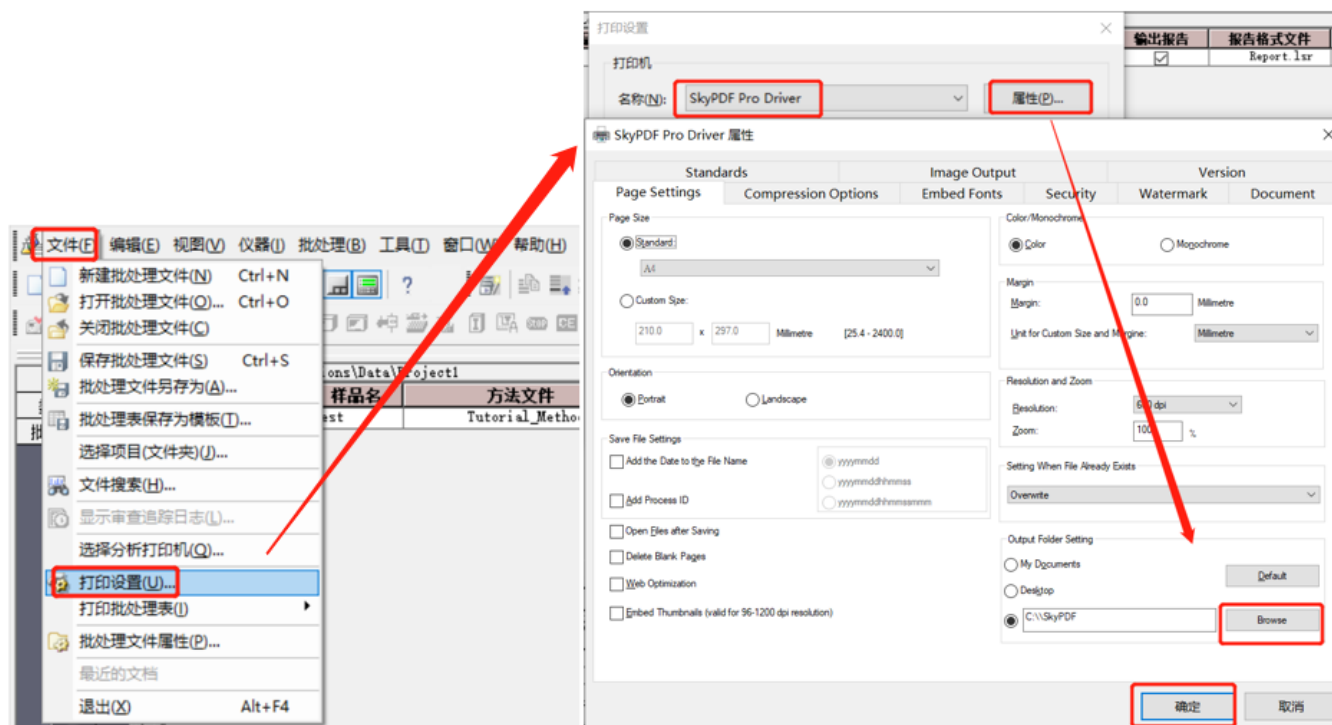 文件(F) 编辑(E) 视图(V) 仪器(I) 批处理(B) 工具(T) 窗口(W) 帮助(H)
新建批处理文件(N) Ctrl+N
打开批处理文件(O)... Ctrl+O
关闭批处理文件(C)
保存批处理文件(S) Ctrl+S
批处理文件另存为(A)...
批处理表保存为模板(T)...
选择项目(文件夹)(J)...
文件搜索(H)...
显示审查追踪日志(L)...
选择分析打印机(Q)...
打印设置(U)...
打印批处理表(I)
批处理文件属性(P)...
最近的文档
退出(X) Alt+F4
ions\Data\Project1
样品名 方法文件
est Tutorial_Metho
打印设置
打印机
名称(N): SkyPDF Pro Driver 属性(P)...
输出报告 报告格式文件
Report.lsr
SkyPDF Pro Driver 属性
Standards Image Output Version
Page Settings Compression Options Embed Fonts Security Watermark Document
Page Size
Standard:
A4
Custom Size:
210.0 x 297.0 Millimetre [25.4 - 2400.0]
Orientation
Portrait Landscape
Save File Settings
Add the Date to the File Name yyyymmdd
yyyymmddhhmmss
Add Process ID yyyymmddhhmmssmmm
Open Files after Saving
Delete Blank Pages
Web Optimization
Embed Thumbnails (valid for 96-1200 dpi resolution)
Color/Monochrome
Color Monochrome
Margin
Margin: 0.0 Millimetre
Unit for Custom Size and Margine: Millimetre
Resolution and Zoom
Resolution: 600 dpi
Zoom: 100 %
Setting When File Already Exists
Overwrite
Output Folder Setting
My Documents
Default
Desktop
C:\\SkyPDF Browse
确定 取消